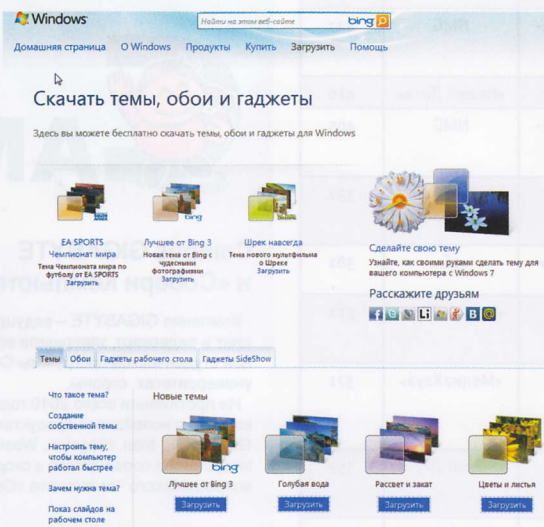 Windows
Найти на этом веб-сайте bing
Домашняя страница О Windows Продукты Купить Загрузить Помощь
Скачать темы, обои и гаджеты
Здесь вы можете бесплатно скачать темы, обои и гаджеты для Windows
EA SPORTS
Чемпионат мира
Тема Чемпионата мира по
футболу от EA SPORTS
Загрузить
bing
Лучшее от Bing 3
Новая тема от Bing с
чудесными
фотографиями
Загрузить
Шрек навсегда
Тема нового мультфильма
о Шреке
Загрузить
Сделайте свою тему
Узнайте, как своими руками сделать тему для
вашего компьютера с Windows 7
Расскажите друзьям
Темы Обои Гаджеты рабочего стола Гаджеты SideShow
Что такое тема?
Создание
собственной темы
Настроить тему,
чтобы компьютер
работал быстрее
Зачем нужна тема?
Показ слайдов на
рабочем столе
Новые темы
bing
Лучшее от Bing 3
Загрузить
Голубая вода
Загрузить
Рассвет и закат
Загрузить
Цветы и листья
Загрузить